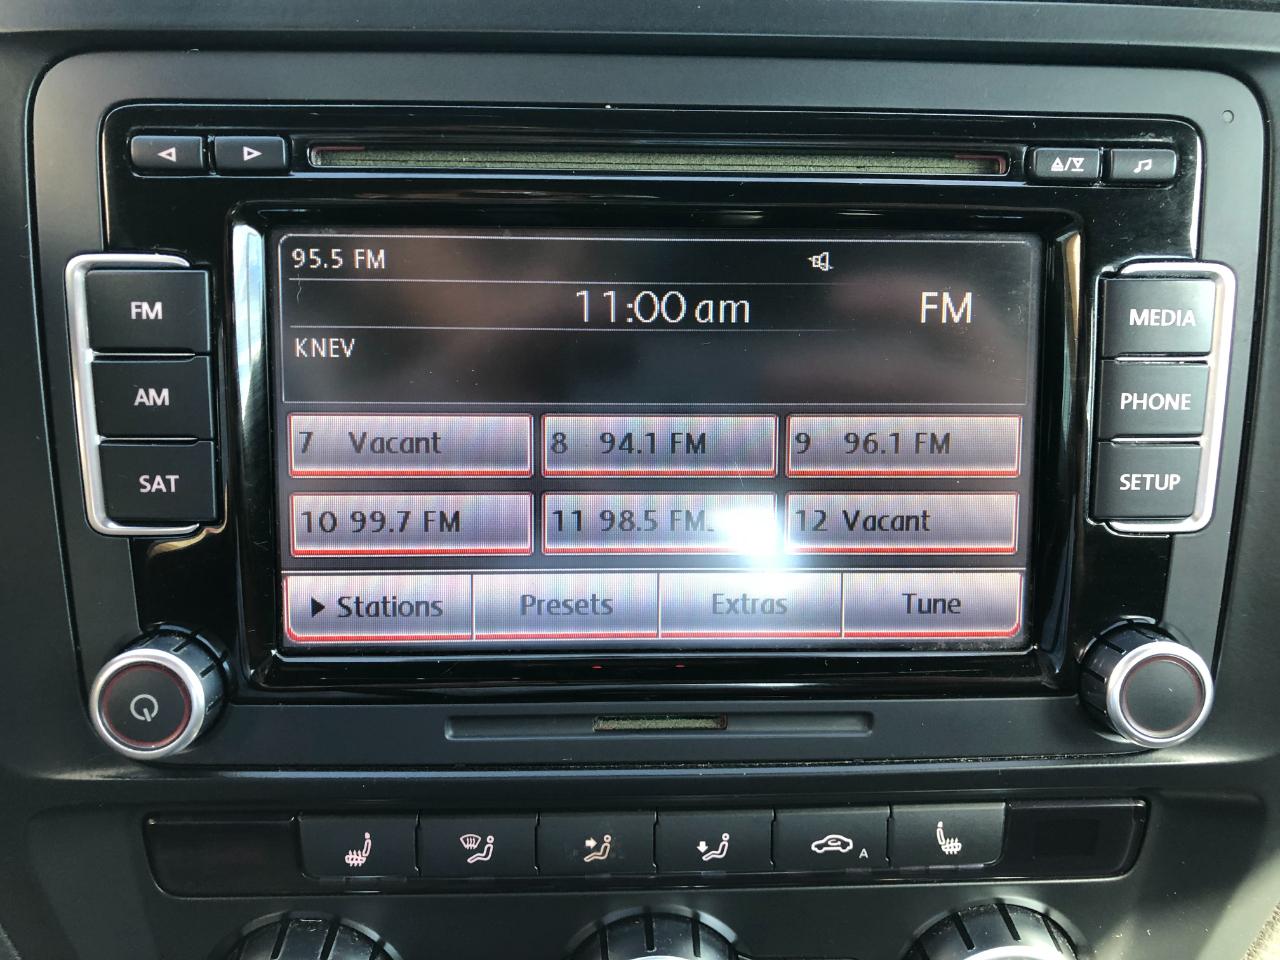 95.5 FM
11:00 am FM
KNEV
7 Vacant 8 94.1 FM 9 96.1 FM
10 99.7 FM 11 98.5 FM 12 Vacant
Stations Presets Extras Tune
FM
AM
SAT
MEDIA
PHONE
SETUP
A